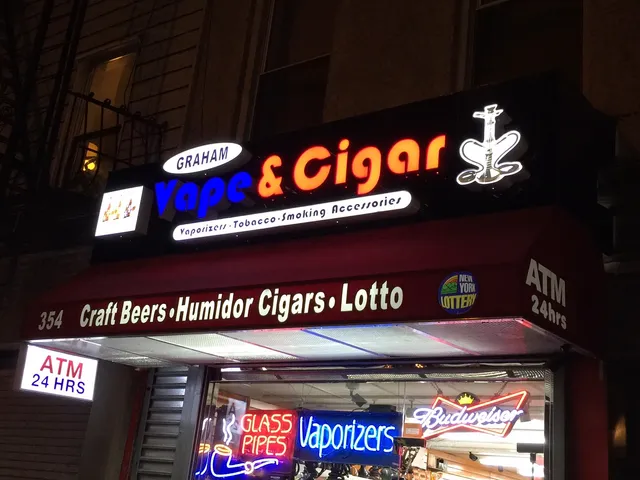 GRAHAM
Vape & Cigar
Vaporizers · Tobacco · Smoking Accessories
354 Craft Beers • Humidor Cigars • Lotto
NEW YORK LOTTERY
ATM
24hrs
ATM
24 HRS
GLASS
PIPES
Vaporizers
Budweiser